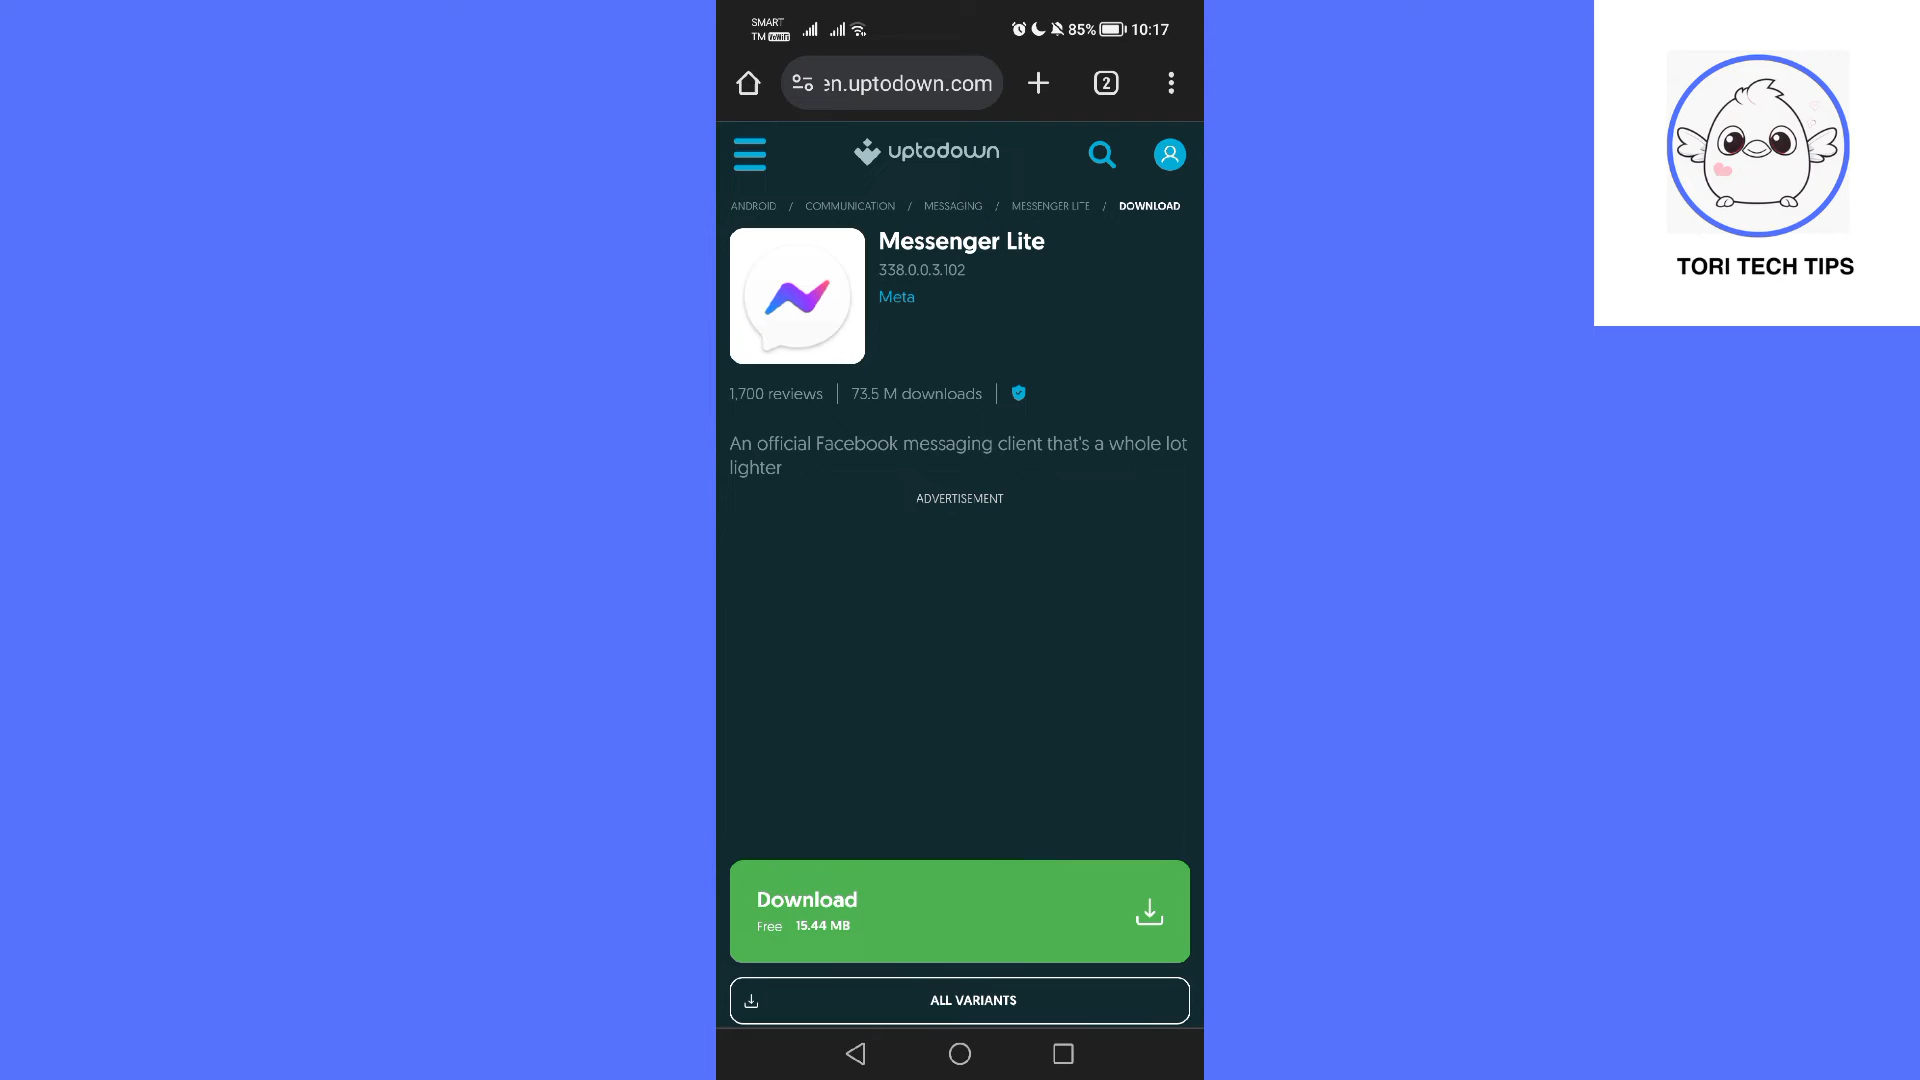 SMART
TM VoWiFi
85% 10:17
en.uptodown.com
2
uptodown
ANDROID / COMMUNICATION / MESSAGING / MESSENGER LITE / DOWNLOAD
Messenger Lite
338.0.0.3.102
Meta
1,700 reviews
73.5 M downloads
An official Facebook messaging client that's a whole lot
lighter
ADVERTISEMENT
Download
Free 15.44 MB
ALL VARIANTS
TORI TECH TIPS